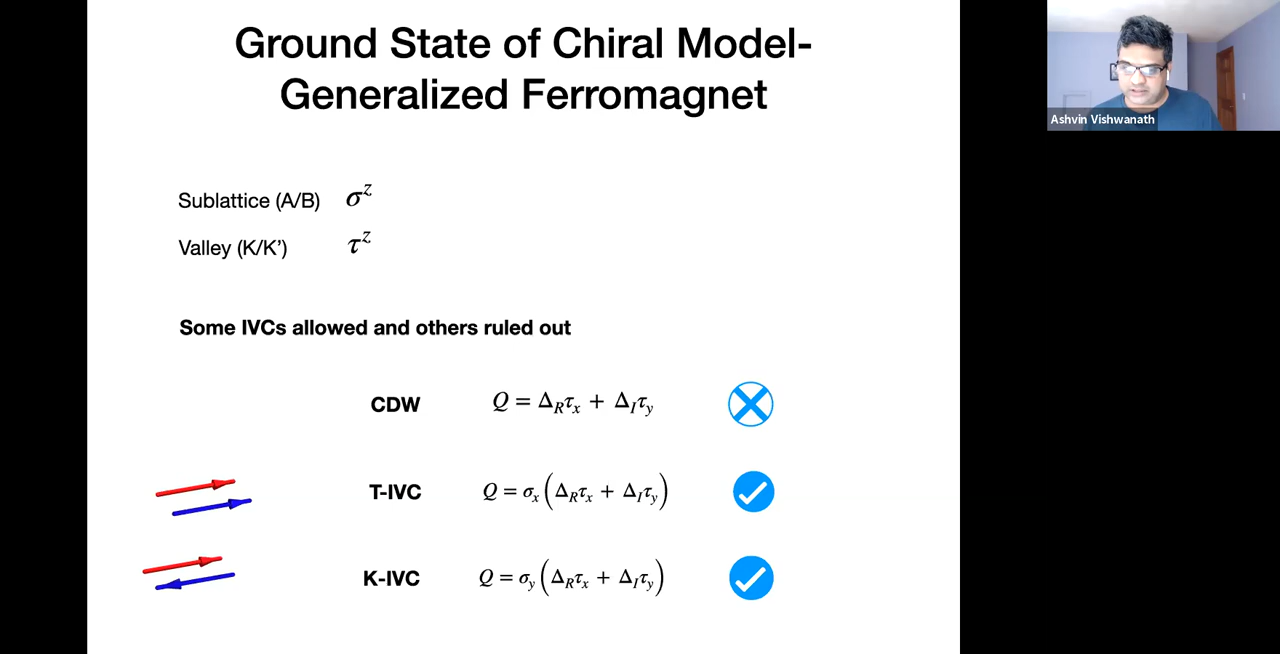 Ground State of Chiral Model-
Generalized Ferromagnet
Ashvin Vishwanath
Sublattice (A/B) σ^z
Valley (K/K’) τ^z
Some IVCs allowed and others ruled out
CDW Q = Δ_R τ_x + Δ_I τ_y
T-IVC Q = σ_x (Δ_R τ_x + Δ_I τ_y)
K-IVC Q = σ_y (Δ_R τ_x + Δ_I τ_y)